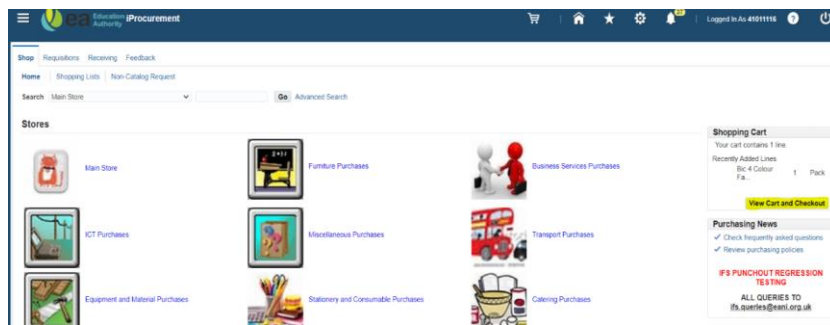 ea Education Authority iProcurement
Logged In As 41011116 ?
Shop Requisitions Receiving Feedback
Home Shopping Lists Non-Catalog Request
Search Main Store Go Advanced Search
Stores
Main Store
Furniture Purchases
Business Services Purchases
ICT Purchases
Miscellaneous Purchases
Transport Purchases
Equipment and Material Purchases
Stationery and Consumable Purchases
Catering Purchases
Shopping Cart
Your cart contains 1 line.
Recently Added Lines
Bic 4 Colour Fa... 1 Pack
View Cart and Checkout
Purchasing News
Check frequently asked questions
Review purchasing policies
IFS PUNCHOUT REGRESSION
TESTING
ALL QUERIES TO
ifs.queries@eani.org.uk